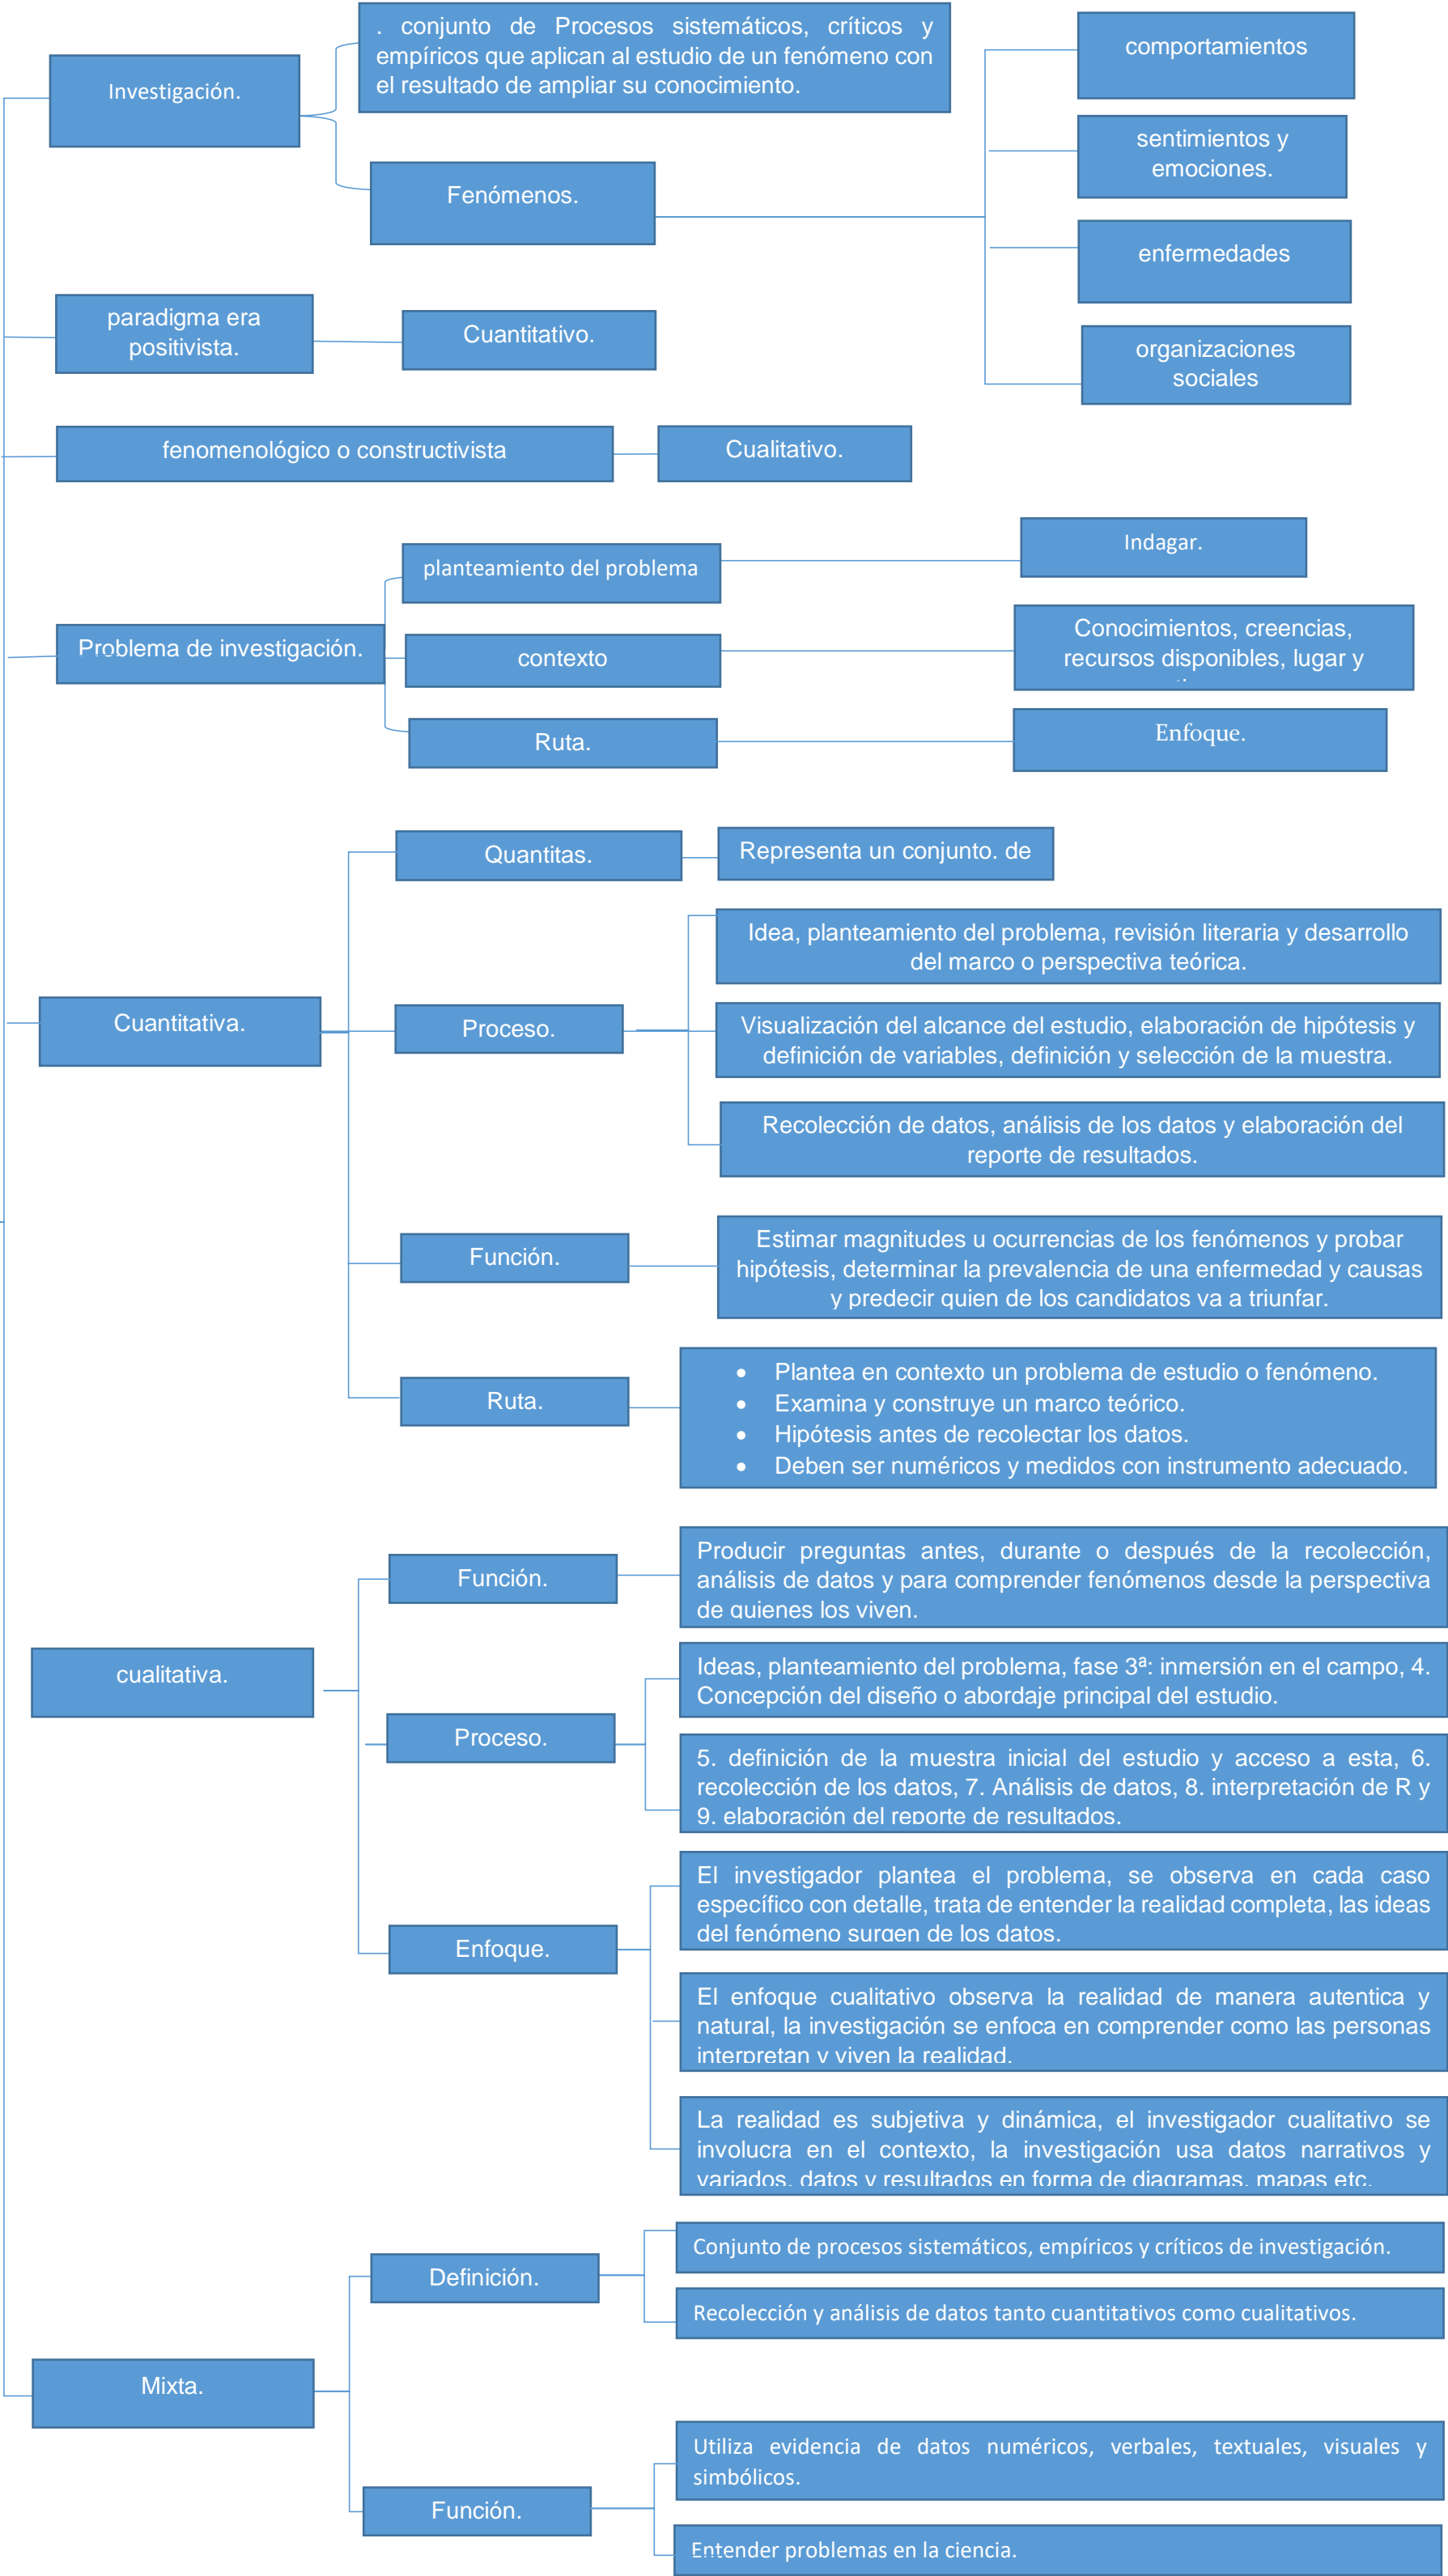 . conjunto de Procesos sistemáticos, críticos y
empíricos que aplican al estudio de un fenómeno con
el resultado de ampliar su conocimiento.
comportamientos
Investigación.
sentimientos y
emociones.
Fenómenos.
enfermedades
paradigma era
positivista.
Cuantitativo.
organizaciones
sociales
fenomenológico o constructivista
Cualitativo.
Indagar.
planteamiento del problema
Problema de investigación.
contexto
Conocimientos, creencias,
recursos disponibles, lugar y
Ruta.
Enfoque.
Quantitas.
Representa un conjunto. de
Cuantitativa.
Proceso.
Idea, planteamiento del problema, revisión literaria y desarrollo
del marco o perspectiva teórica.
Visualización del alcance del estudio, elaboración de hipótesis y
definición de variables, definición y selección de la muestra.
Recolección de datos, análisis de los datos y elaboración del
reporte de resultados.
Función.
Estimar magnitudes u ocurrencias de los fenómenos y probar
hipótesis, determinar la prevalencia de una enfermedad y causas
y predecir quien de los candidatos va a triunfar.
Ruta.
• Plantea en contexto un problema de estudio o fenómeno.
• Examina y construye un marco teórico.
• Hipótesis antes de recolectar los datos.
• Deben ser numéricos y medidos con instrumento adecuado.
cualitativa.
Función.
Producir preguntas antes, durante o después de la recolección,
análisis de datos y para comprender fenómenos desde la perspectiva
de quienes los viven.
Proceso.
Ideas, planteamiento del problema, fase 3ª: inmersión en el campo, 4.
Concepción del diseño o abordaje principal del estudio.
5. definición de la muestra inicial del estudio y acceso a esta, 6.
recolección de los datos, 7. Análisis de datos, 8. interpretación de R y
9. elaboración del reporte de resultados.
Enfoque.
El investigador plantea el problema, se observa en cada caso
específico con detalle, trata de entender la realidad completa, las ideas
del fenómeno surgen de los datos.
El enfoque cualitativo observa la realidad de manera autentica y
natural, la investigación se enfoca en comprender como las personas
interpretan y viven la realidad.
La realidad es subjetiva y dinámica, el investigador cualitativo se
involucra en el contexto, la investigación usa datos narrativos y
variados, datos y resultados en forma de diagramas, mapas etc.
Mixta.
Definición.
Conjunto de procesos sistemáticos, empíricos y críticos de investigación.
Recolección y análisis de datos tanto cuantitativos como cualitativos.
Función.
Utiliza evidencia de datos numéricos, verbales, textuales, visuales y
simbólicos.
Entender problemas en la ciencia.